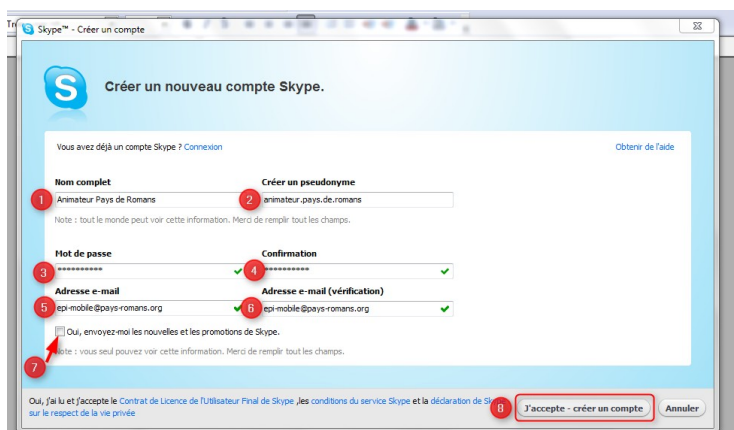 Skype™ - Créer un compte
S
Créer un nouveau compte Skype.
Vous avez déjà un compte Skype ? Connexion
Obtenir de l'aide
Nom complet
Créer un pseudonyme
1 Animateur Pays de Romans
2 animateur.pays.de.romans
Note : tout le monde peut voir cette information. Merci de remplir tout les champs.
Mot de passe
Confirmation
3 **********
4 **********
Adresse e-mail
Adresse e-mail (vérification)
5 epi-mobile@pays-romans.org
6 epi-mobile@pays-romans.org
Oui, envoyez-moi les nouvelles et les promotions de Skype.
Note : vous seul pouvez voir cette information. Merci de remplir tout les champs.
7
Oui, j'ai lu et j'accepte le Contrat de Licence de l'Utilisateur Final de Skype ,les conditions du service Skype et la déclaration de
sur le respect de la vie privée
8 J'accepte - créer un compte
Annuler